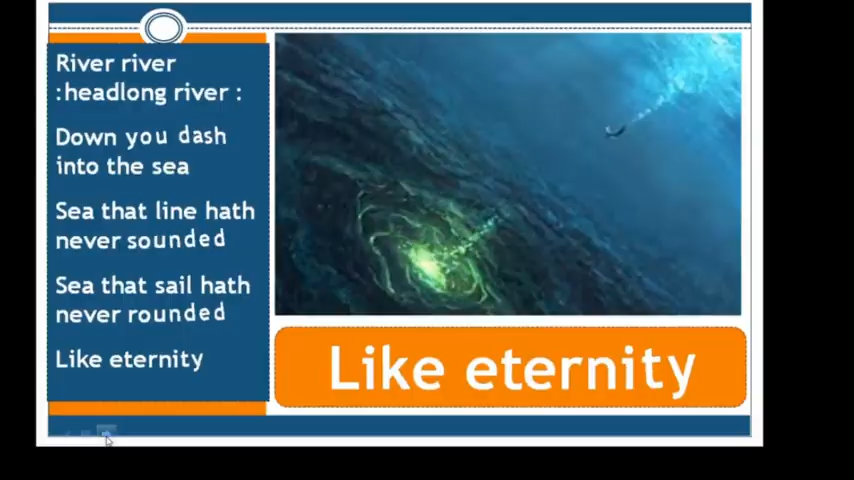 River river
:headlong river :
Down you dash
into the sea
Sea that line hath
never sounded
Sea that sail hath
never rounded
Like eternity
Like eternity